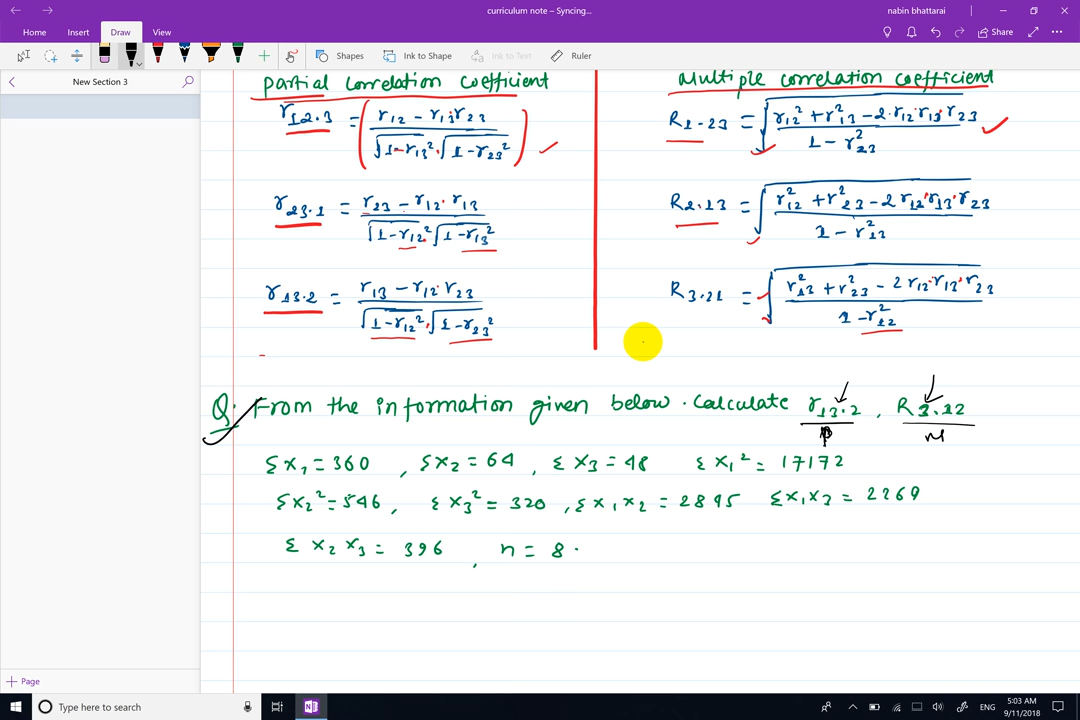 curriculum note – Syncing...
nabin bhattarai
Home Insert Draw View
Share
Shapes
Ink to Shape
Ink to Text
Ruler
New Section 3
Partial Correlation Coefficient
r12.3 = (r12 - r13r23 / √1-r13² . √1-r23²)
r23.1 = r23 - r12. r13 / √1-r12² . √1-r13²
r13.2 = r13 - r12. r23 / √1-r12² . √1-r23²
Multiple correlation coefficient
R1.23 = √r12² + r13² - 2.r12.r13.r23 / 1 - r23²
R2.13 = √r12² + r23² - 2 r12.r13.r23 / 1 - r13²
R3.21 = √r13² + r23² - 2 r12.r13.r23 / 1 - r12²
Q. From the information given below. Calculate r13.2 , R3.12
P M
Σx1 = 360 , Σx2 = 64 , Σx3 = 48 Σx1² = 17172
Σx2² = 546 , Σx3² = 320 , Σx1x2 = 2895 Σx1x3 = 2269
Σ x2 x3 = 396 , n = 8 .
Page
Type here to search
ENG
5:03 AM
9/11/2018